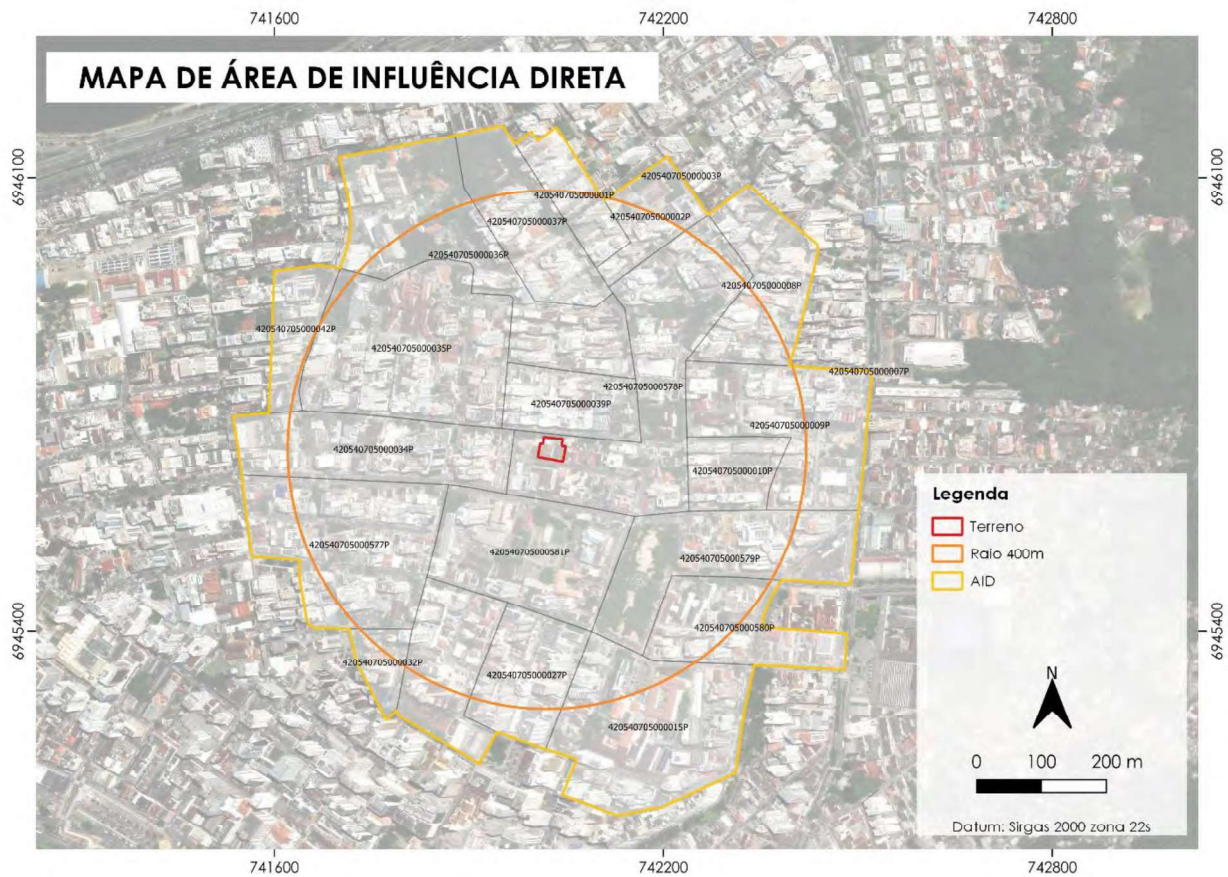 741600
742200
742800
MAPA DE ÁREA DE INFLUÊNCIA DIRETA
6946100
6946100
420540705000003P
420540705000001P
420540705000002P
420540705000037P
420540705000036P
420540705000008P
420540705000042P
420540705000035P
420540705000007P
420540705000578P
420540705000039P
420540705000009P
420540705000034P
420540705000010P
420540705000577P
420540705000581P
420540705000579P
420540705000580P
420540705000032P
420540705000027P
420540705000015P
6945400
6945400
Legenda
Terreno
Raio 400m
AID
N
0 100 200 m
Datum: Sirgas 2000 zona 22s
741600
742200
742800